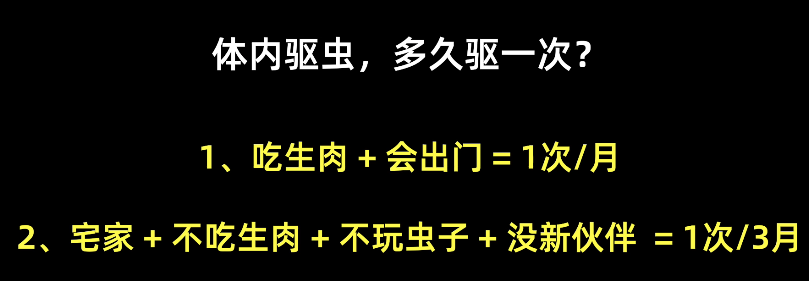 体内驱虫，多久驱一次？
1、吃生肉 + 会出门 = 1次/月
2、宅家 + 不吃生肉 + 不玩虫子 + 没新伙伴 = 1次/3月